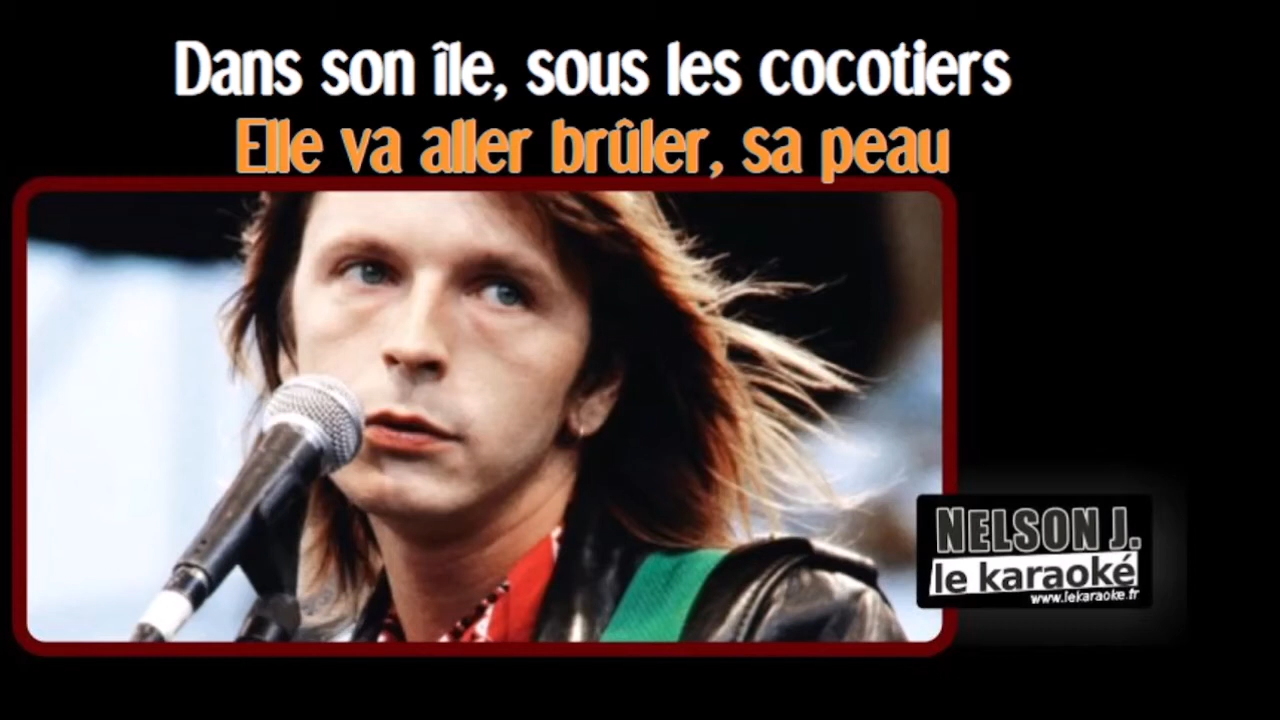 Dans son île, sous les cocotiers
Elle va aller brûler, sa peau
NELSON J.
le karaoké
www.lekaraoke.fr